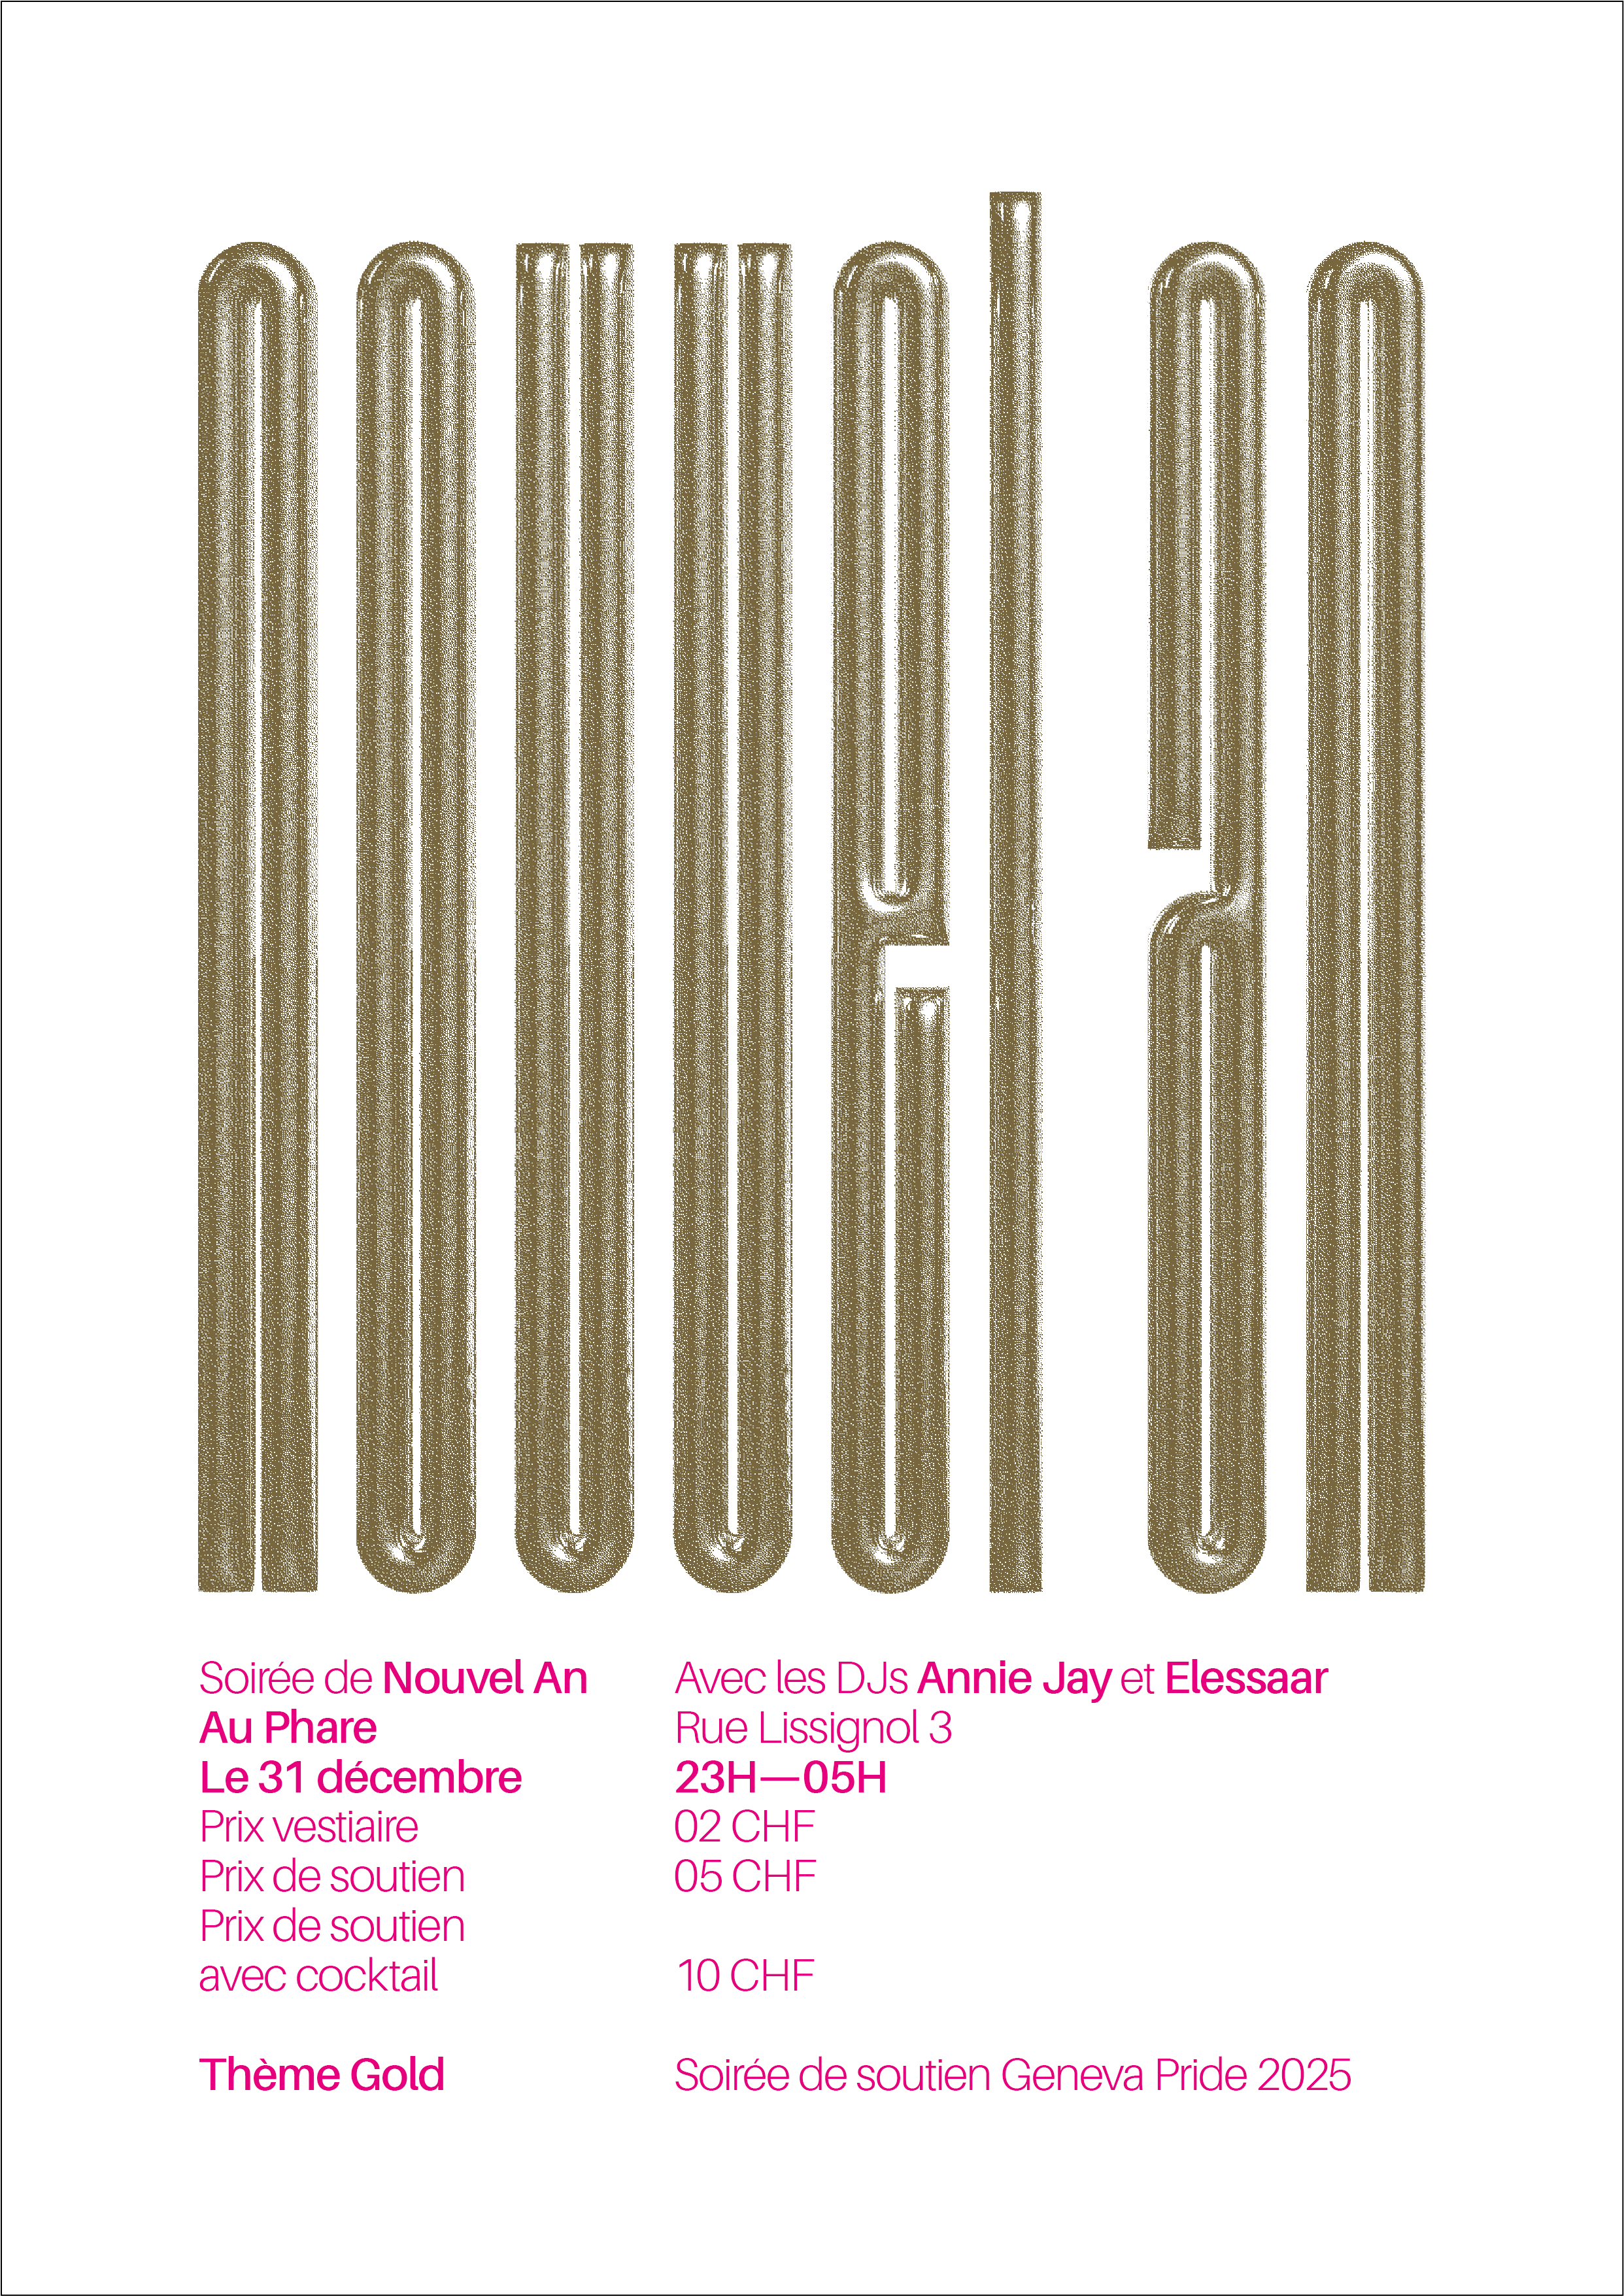 nouvel an
Soirée de Nouvel An
Avec les DJs Annie Jay et Elessaar
Au Phare
Rue Lissignol 3
Le 31 décembre
23H—05H
Prix vestiaire
02 CHF
Prix de soutien
05 CHF
Prix de soutien
avec cocktail
10 CHF
Thème Gold
Soirée de soutien Geneva Pride 2025